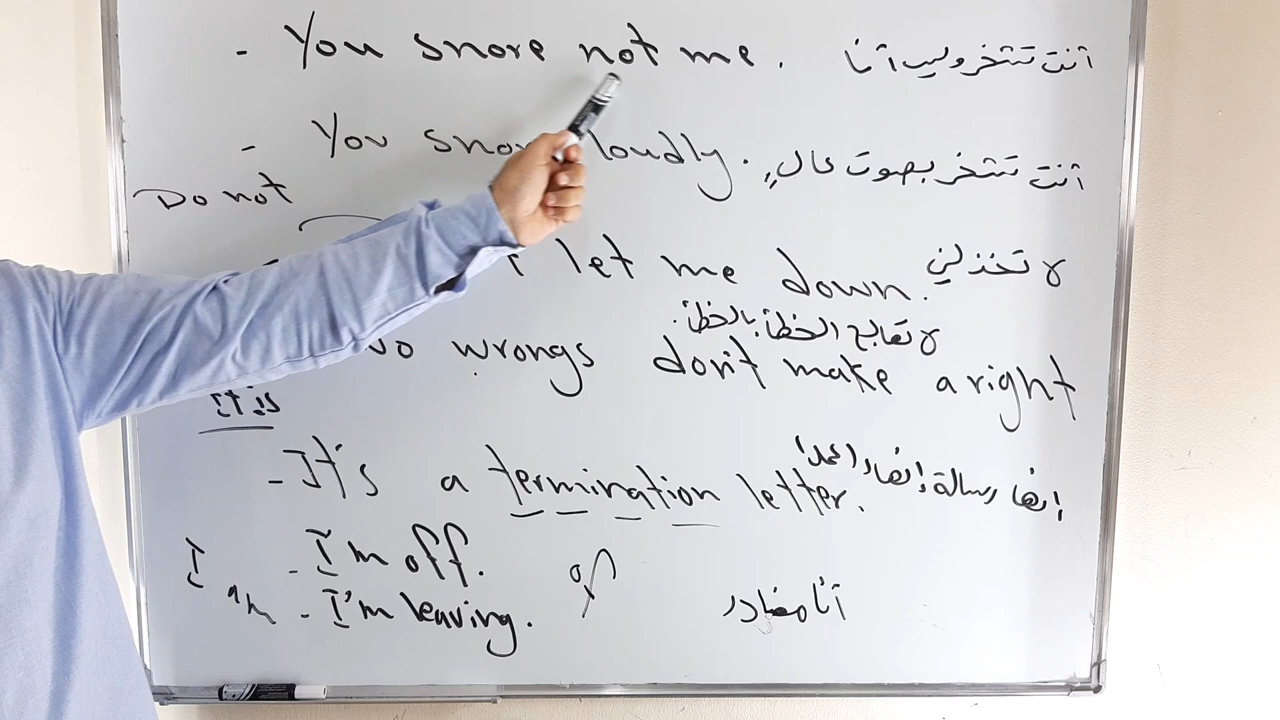 - You snore not me. أنت تشخر وليس أنا
- You snore loudly. أنت تشخر بصوت عالٍ
Do not
let me down. لا تخذلني
لا تعالج الخطأ بالخطأ.
wrongs don't make a right
It is
- It's a termination letter. إنها رسالة إنهاء العمل
- I'm off. of
I am - I'm leaving. أنا مغادر